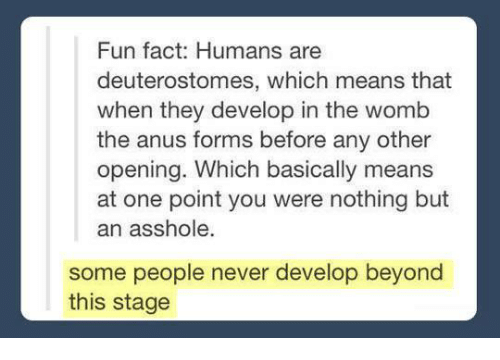 Fun fact: Humans are
deuterostomes, which means that
when they develop in the womb
the anus forms before any other
opening. Which basically means
at one point you were nothing but
an asshole.
some people never develop beyond
this stage